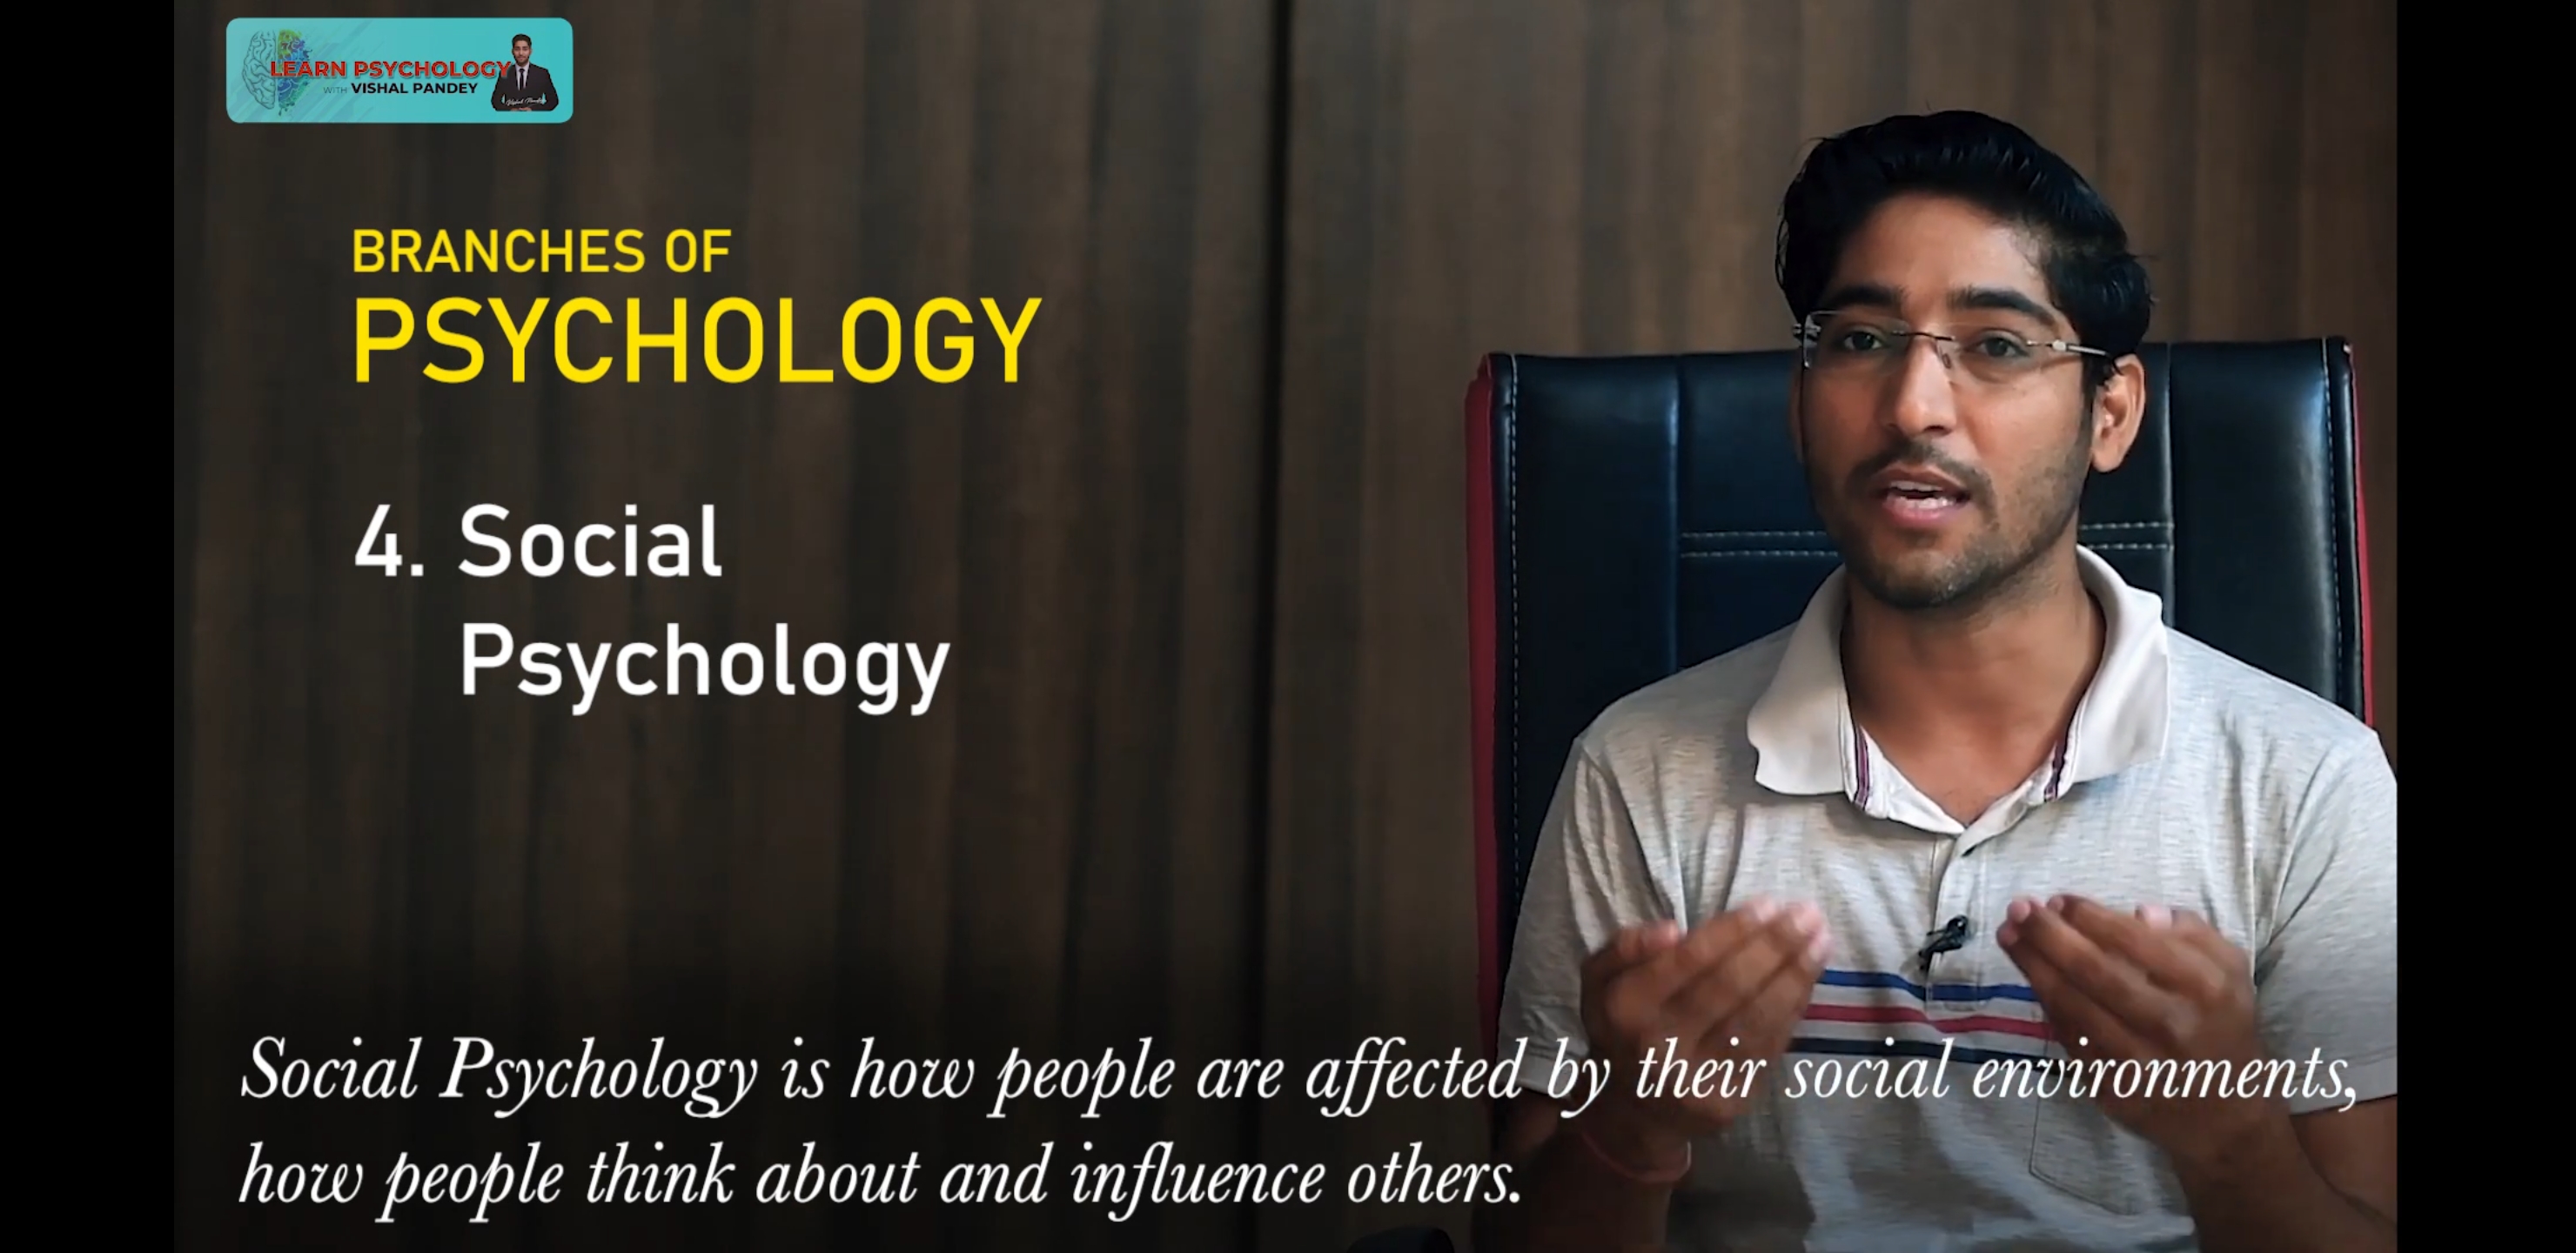 LEARN PSYCHOLOGY
WITH VISHAL PANDEY
BRANCHES OF
PSYCHOLOGY
4. Social
Psychology
Social Psychology is how people are affected by their social environments,
how people think about and influence others.